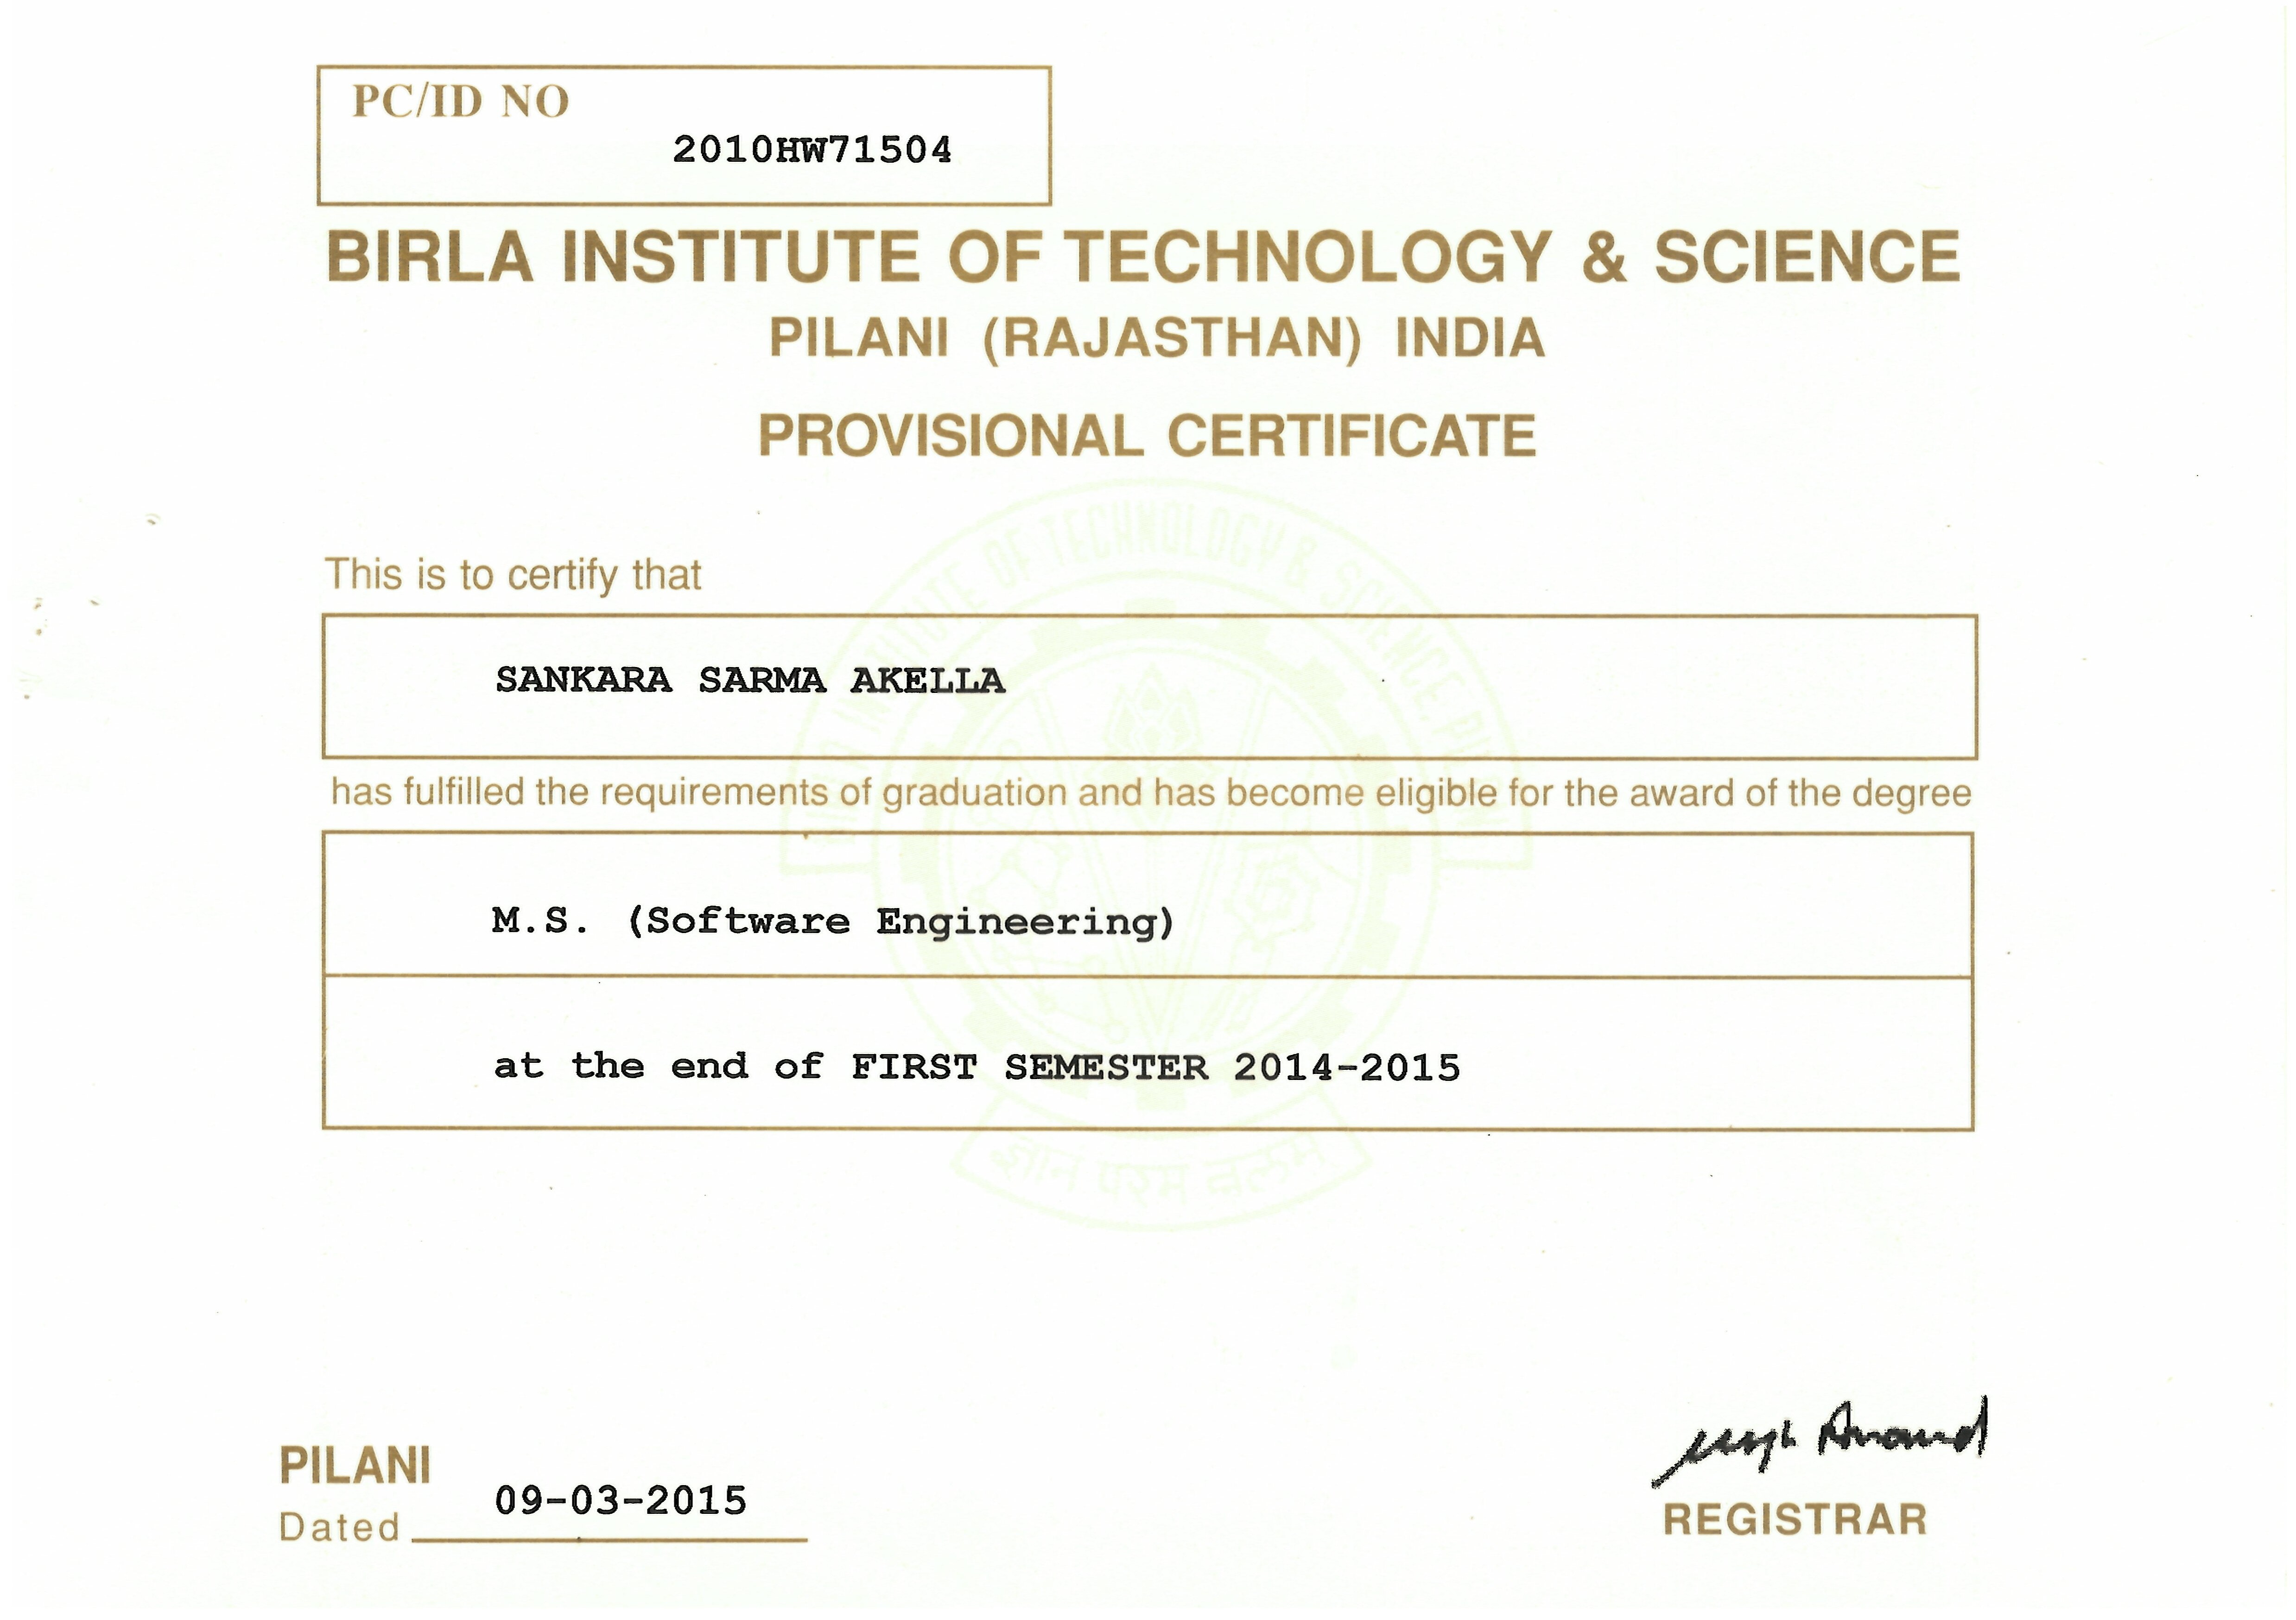 PC/ID NO
2010HW71504
BIRLA INSTITUTE OF TECHNOLOGY & SCIENCE
PILANI (RAJASTHAN) INDIA
PROVISIONAL CERTIFICATE
BIRLA INSTITUTE OF TECHNOLOGY & SCIENCE, PILANI
This is to certify that
SANKARA SARMA AKELLA
has fulfilled the requirements of graduation and has become eligible for the award of the degree
M.S. (Software Engineering)
at the end of FIRST SEMESTER 2014-2015
ज्ञानं परमं बलम्
Anand
PILANI
09-03-2015
Dated
REGISTRAR